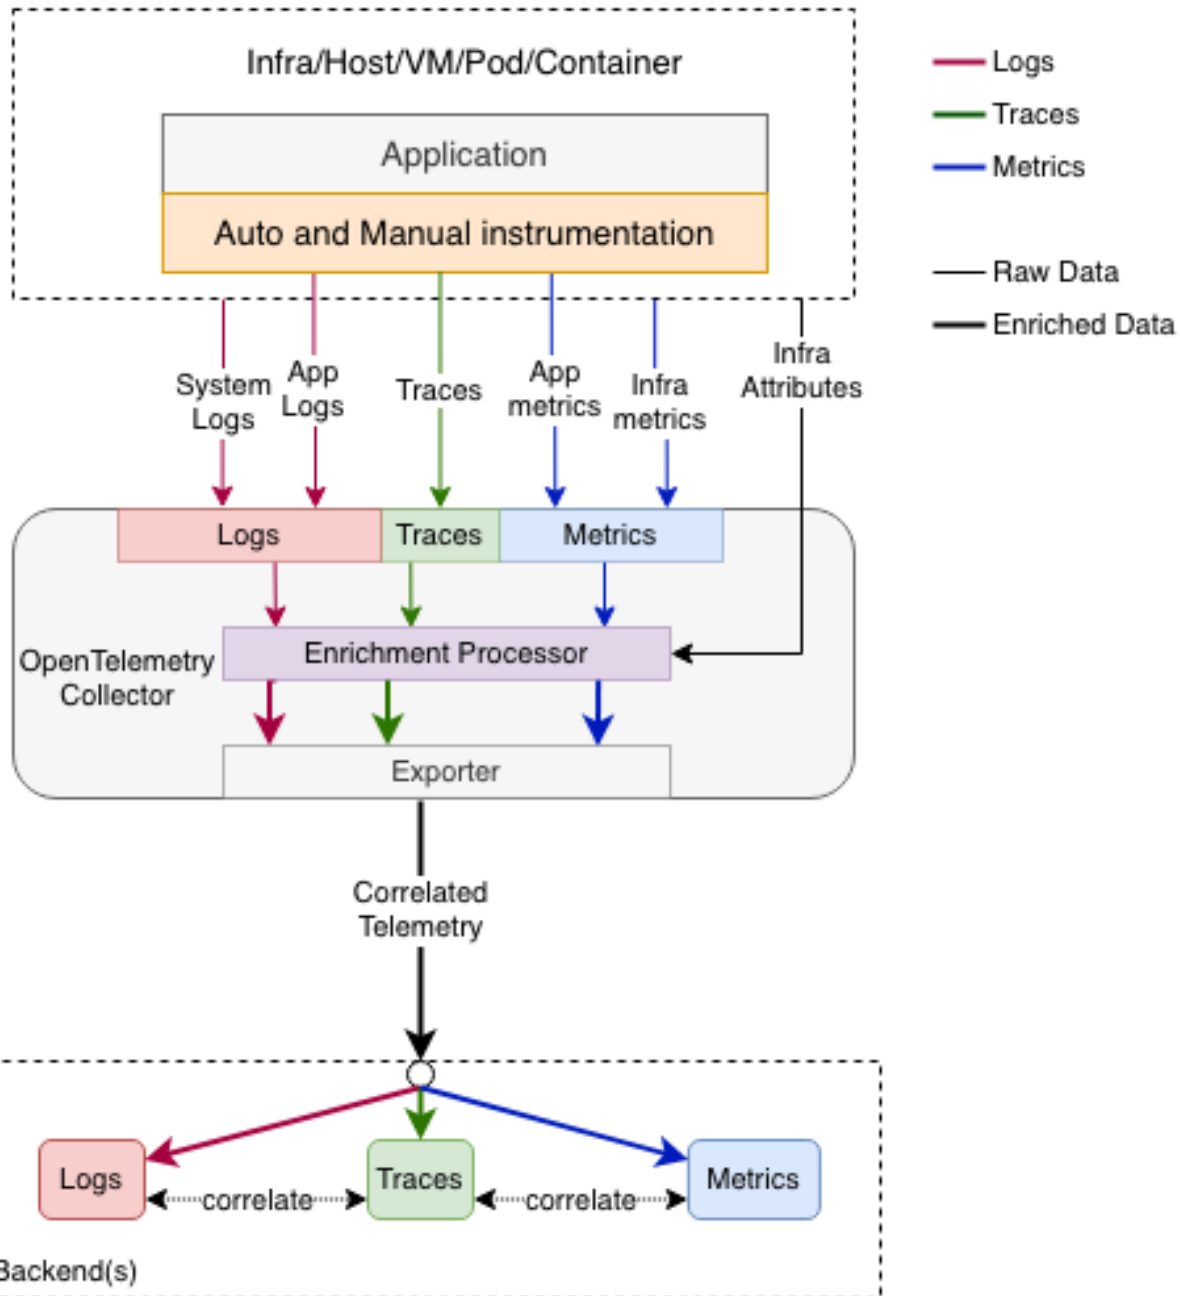 Infra/Host/VM/Pod/Container
Application
Auto and Manual instrumentation
Logs
Traces
Metrics
Raw Data
Enriched Data
System
Logs
App
Logs
Traces
App
metrics
Infra
metrics
Infra
Attributes
Logs
Traces
Metrics
OpenTelemetry
Collector
Enrichment Processor
Exporter
Correlated
Telemetry
Logs
correlate
Traces
correlate
Metrics
Backend(s)